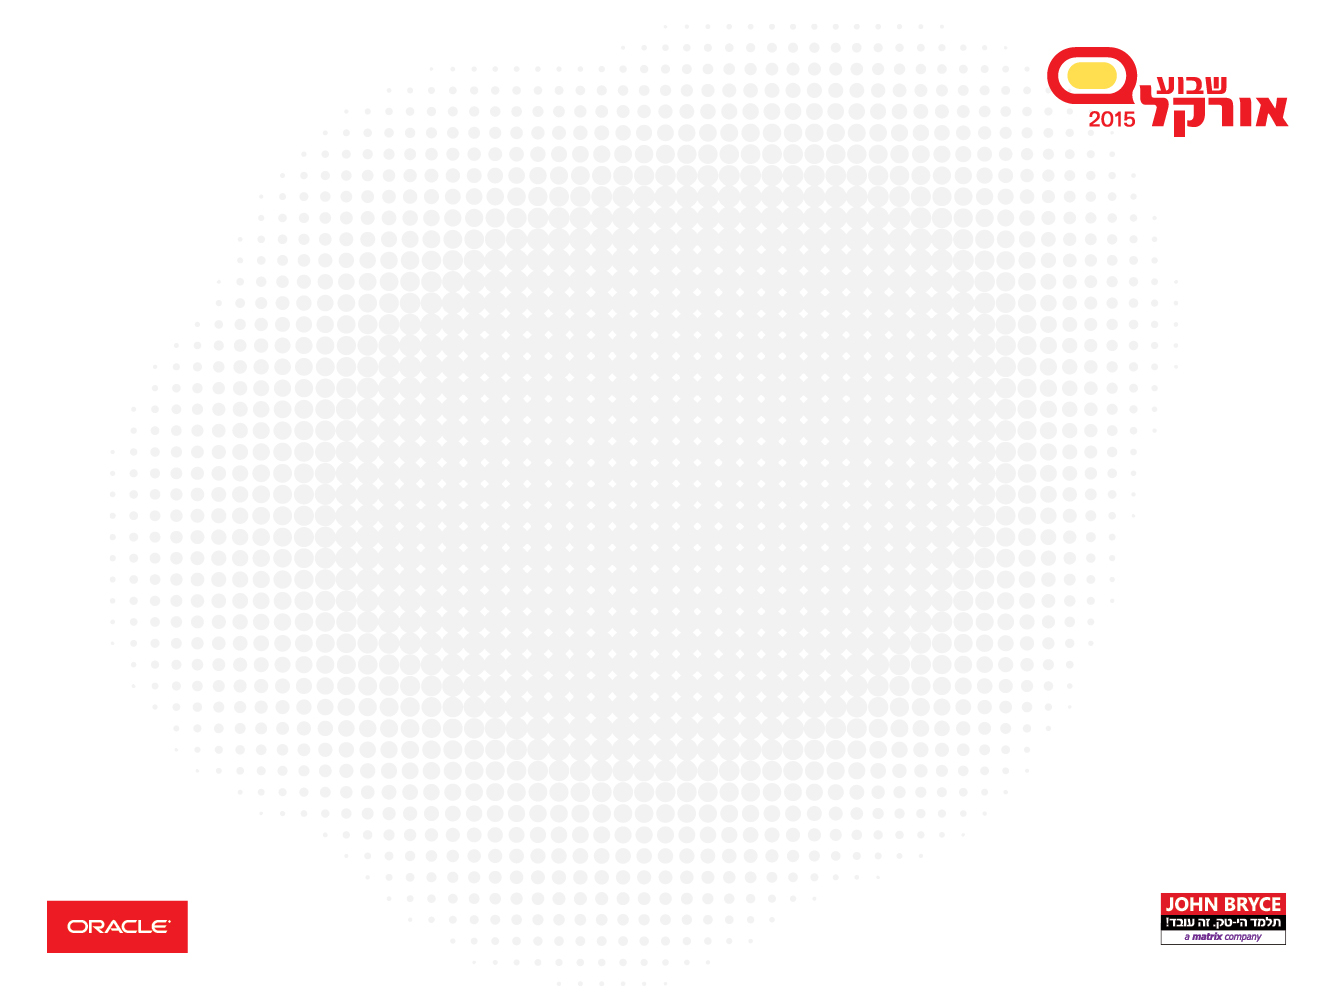 שבוע
אורקל
2015
ORACLE
JOHN BRYCE
תלמד הי-טק. זה עובד!
a matrix company